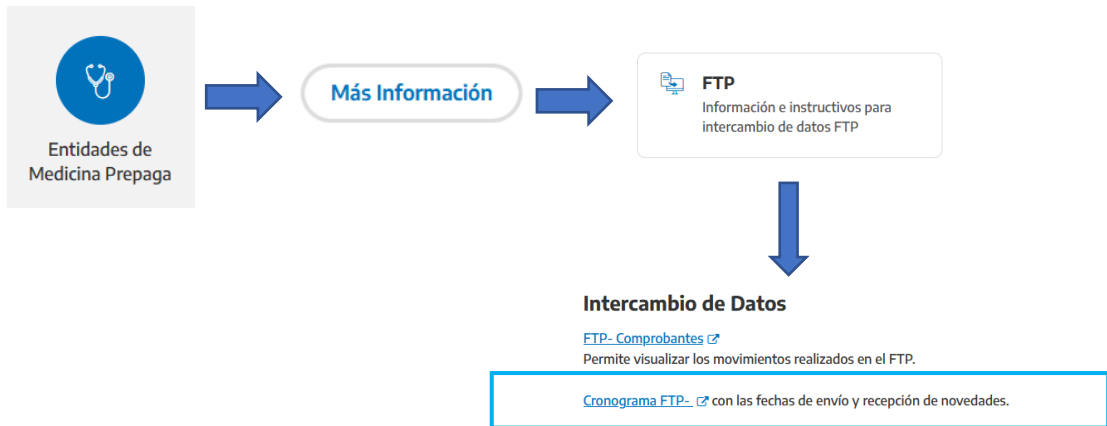 Entidades de
Medicina Prepaga
Más Información
FTP
Información e instructivos para
intercambio de datos FTP
Intercambio de Datos
FTP- Comprobantes
Permite visualizar los movimientos realizados en el FTP.
Cronograma FTP- con las fechas de envío y recepción de novedades.